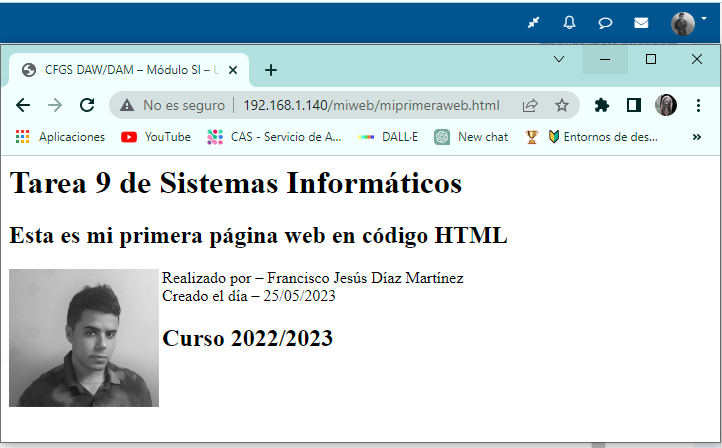 CFGS DAW/DAM – Módulo SI – U
No es seguro | 192.168.1.140/miweb/miprimeraweb.html
Aplicaciones YouTube CAS - Servicio de A... DALL·E New chat Entornos de des... »
Tarea 9 de Sistemas Informáticos
Esta es mi primera página web en código HTML
Realizado por – Francisco Jesús Díaz Martínez
Creado el día – 25/05/2023
Curso 2022/2023